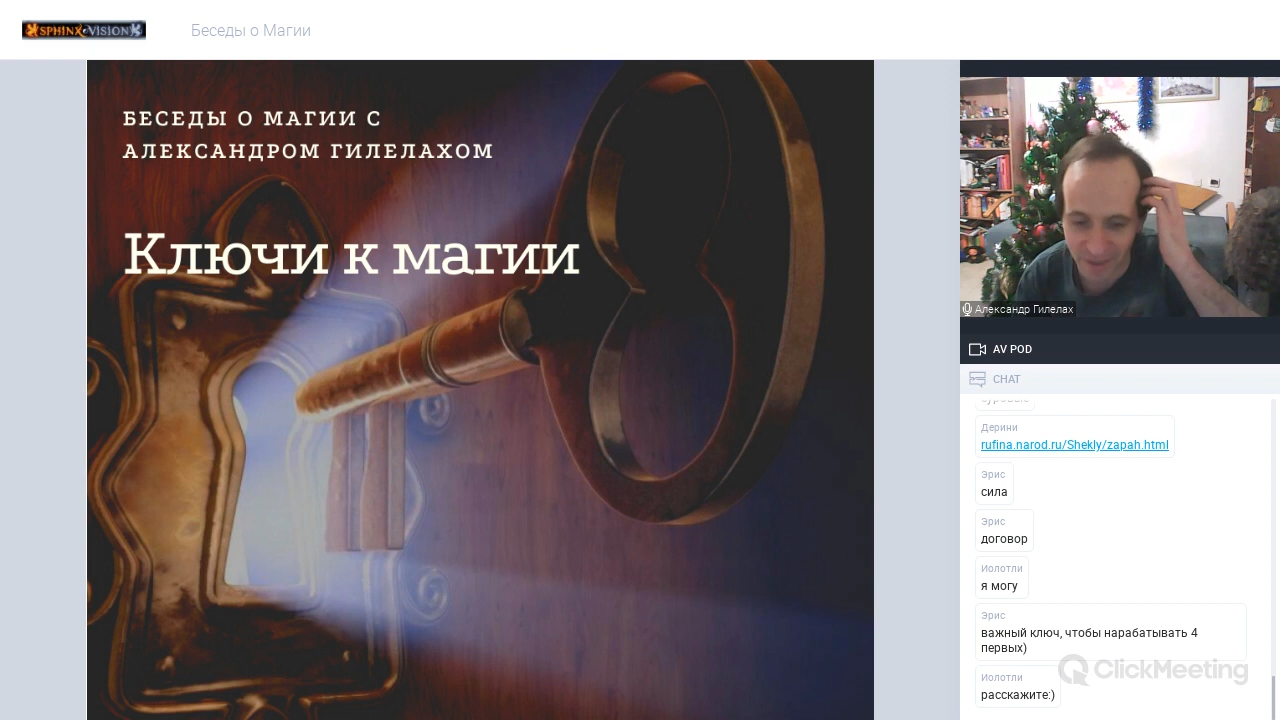 SPHINX VISION
Беседы о Магии
БЕСЕДЫ О МАГИИ С
АЛЕКСАНДРОМ ГИЛЕЛАХОМ
Ключи к магии
Александр Гилелах
AV POD
CHAT
Дерини
rufina.narod.ru/Shekly/zapah.html
Эрис
сила
Эрис
договор
Иолотли
я могу
Эрис
важный ключ, чтобы нарабатывать 4
первых)
Иолотли
расскажите:)
ClickMeeting